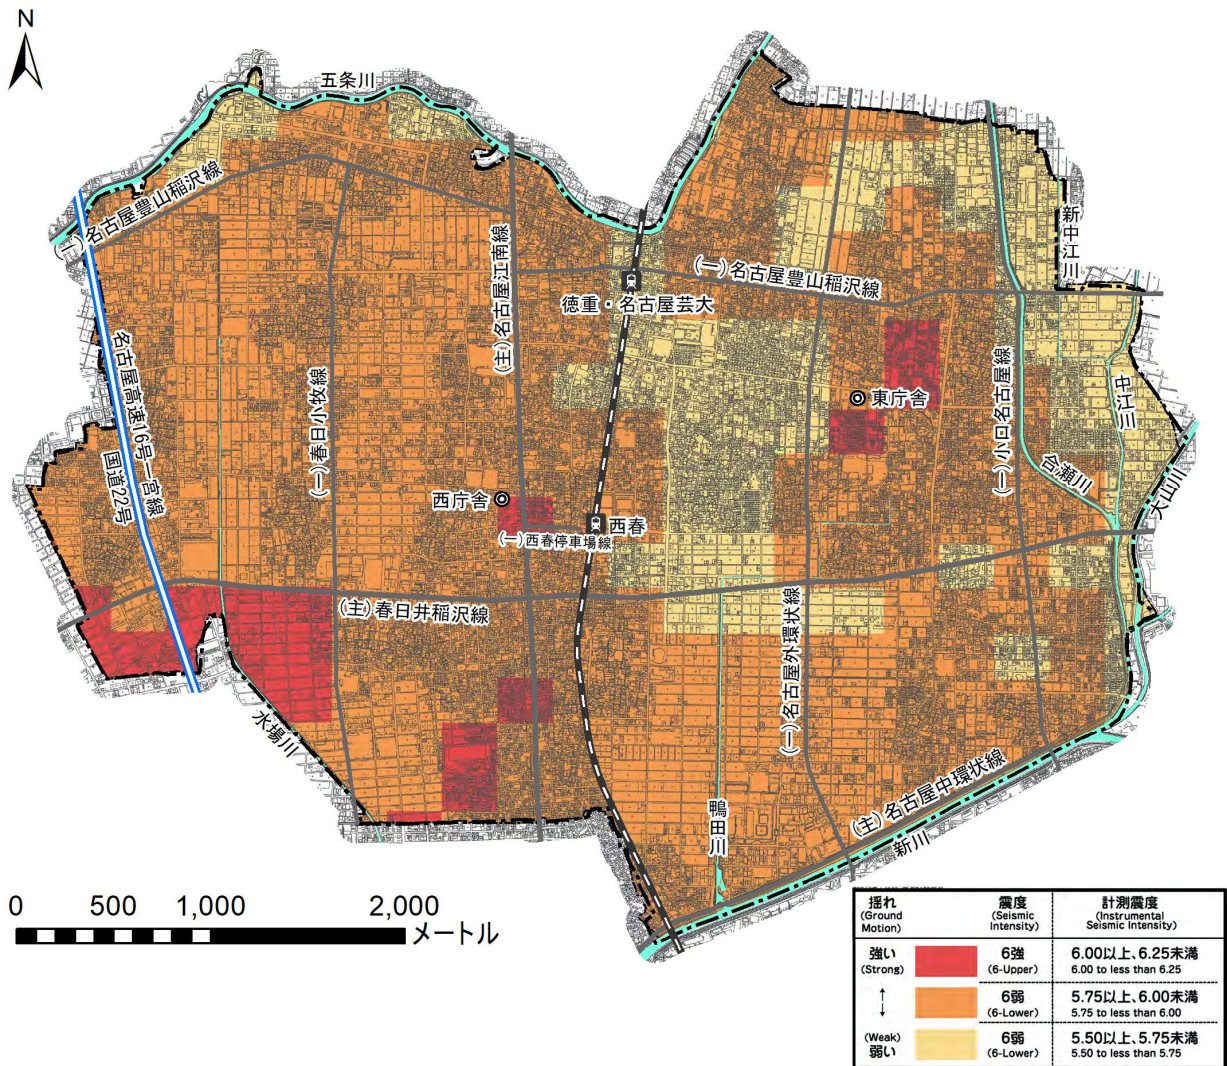 N
五条川
(一)名古屋豊山稲沢線
新中江川
(主)名古屋江南線
(一)名古屋豊山稲沢線
徳重・名古屋芸大
名古屋高速16号一宮線
国道22号
(一)春日小牧線
(一)小口名古屋線
中江川
東庁舎
合瀬川
大山川
西庁舎
西春
(一)西春停車場線
(主)春日井稲沢線
(一)名古屋外環状線
水場川
鴨田川
(主)名古屋中環状線
新川
0 500 1,000 2,000
メートル
揺れ 震度 計測震度
(Ground Motion) (Seismic Intensity) (Instrumental Seismic Intensity)
強い 6強 6.00以上、6.25未満
(Strong) (6-Upper) 6.00 to less than 6.25
↑ 6弱 5.75以上、6.00未満
↓ (6-Lower) 5.75 to less than 6.00
(Weak) 6弱 5.50以上、5.75未満
弱い (6-Lower) 5.50 to less than 5.75